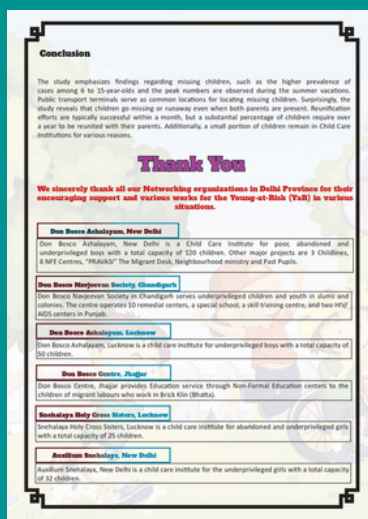 Conclusion
The study emphasizes findings regarding missing children, such as the higher prevalence of
cases among 6 to 15-year-olds and the peak numbers are observed during the summer vacations.
Public transport terminals serve as common locations for locating missing children. Surprisingly, the
study reveals that children go missing or runaway even when both parents are present. Reunification
efforts are typically successful within a month, but a substantial percentage of children require over
a year to be reunited with their parents. Additionally, a small portion of children remain in Child Care
Institutions for various reasons.
Thank You
We sincerely thank all our Networking organizations in Delhi Province for their
encouraging support and various works for the Young-at-Risk (YaR) in various
situations.
Don Bosco Ashalayam, New Delhi
Don Bosco Ashalayam, New Delhi is a Child Care Institute for poor, abandoned and
underprivileged boys with a total capacity of 120 children. Other major projects are 3 Childlines,
6 NFE Centres, "PRAVASI" The Migrant Desk, Neighbourhood ministry and Past Pupils.
Don Bosco Navjeevan Society, Chandigarh
Don Bosco Navjeevan Society in Chandigarh serves underprivileged children and youth in slums and
colonies. The centre operates 10 remedial centers, a special school, a skill training centre, and two HIV/
AIDS centers in Punjab.
Don Bosco Ashalayam, Lucknow
Don Bosco Ashalayam, Lucknow is a child care institute for underprivileged boys with a total capacity of
50 children.
Don Bosco Centre, Jhajjar
Don Bosco Centre, Jhajjar provides Education service through Non-Formal Education centers to the
children of migrant labours who work in Brick Klin (Bhatta).
Snehalaya Holy Cross Sisters, Lucknow
Snehalaya Holy Cross Sisters, Lucknow is a child care institute for abandoned and underprivileged girls
with a total capacity of 25 children.
Auxilium Snehalaya, New Delhi
Auxilium Snehalaya, New Delhi is a child care institute for the underprivileged girls with a total capacity
of 32 children.